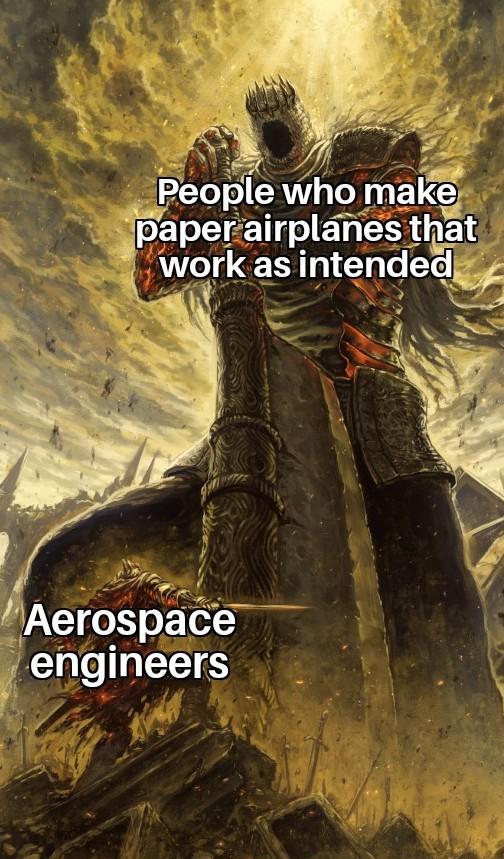 People who make
paper airplanes that
work as intended
Aerospace
engineers